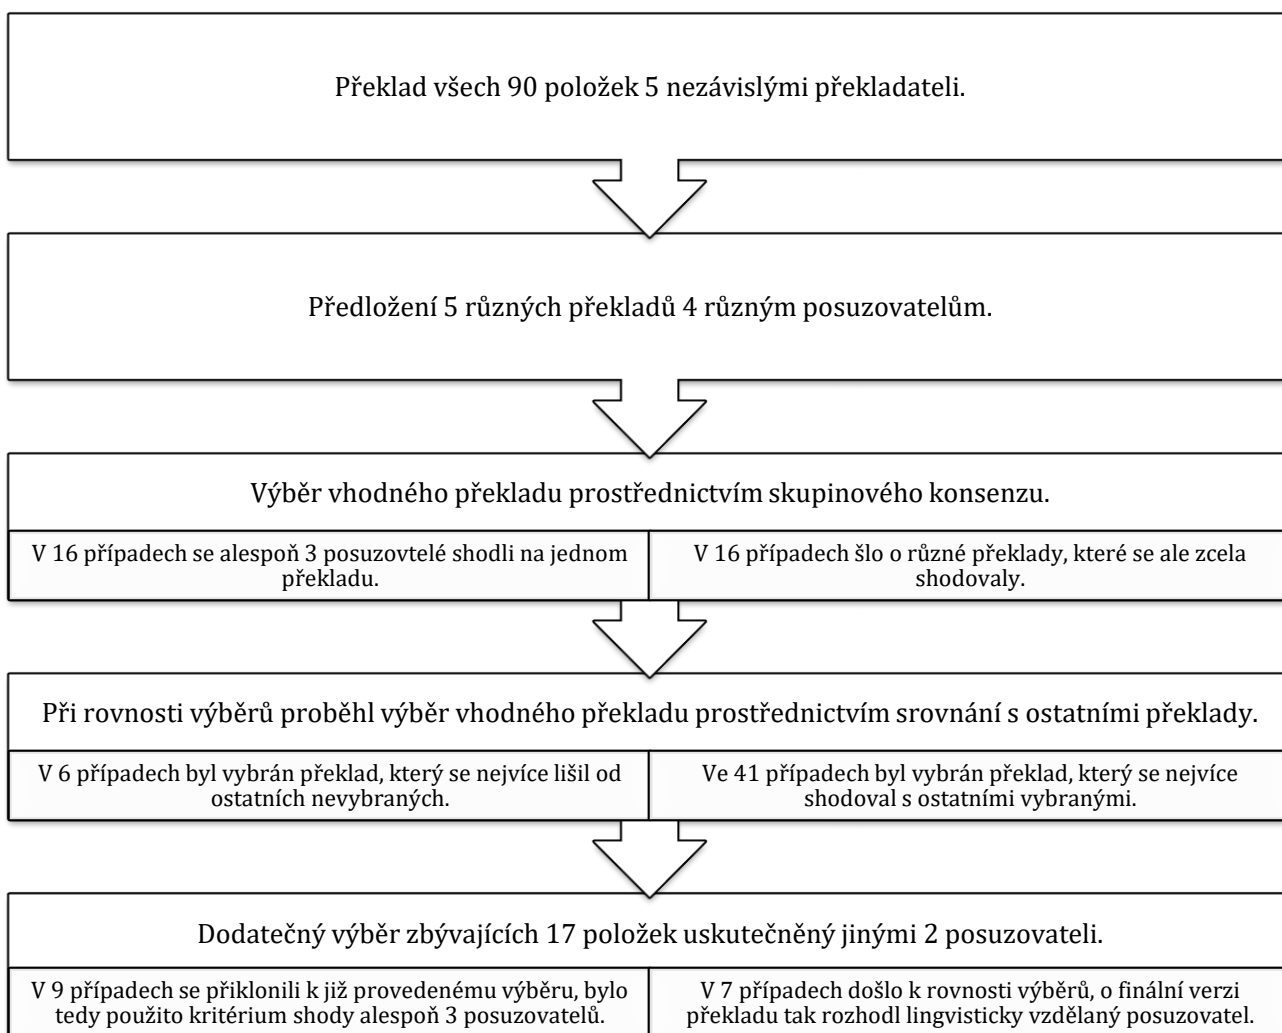 Překlad všech 90 položek 5 nezávislými překladateli.
Předložení 5 různých překladů 4 různým posuzovatelům.
Výběr vhodného překladu prostřednictvím skupinového konsenzu.
V 16 případech se alespoň 3 posuzovtelé shodli na jednom
překladu.
V 16 případech šlo o různé překlady, které se ale zcela
shodovaly.
Při rovnosti výběrů proběhl výběr vhodného překladu prostřednictvím srovnání s ostatními překlady.
V 6 případech byl vybrán překlad, který se nejvíce lišil od
ostatních nevybraných.
Ve 41 případech byl vybrán překlad, který se nejvíce
shodoval s ostatními vybranými.
Dodatečný výběr zbývajících 17 položek uskutečněný jinými 2 posuzovateli.
V 9 případech se přiklonili k již provedenému výběru, bylo
tedy použito kritérium shody alespoň 3 posuzovatelů.
V 7 případech došlo k rovnosti výběrů, o finální verzi
překladu tak rozhodl lingvisticky vzdělaný posuzovatel.